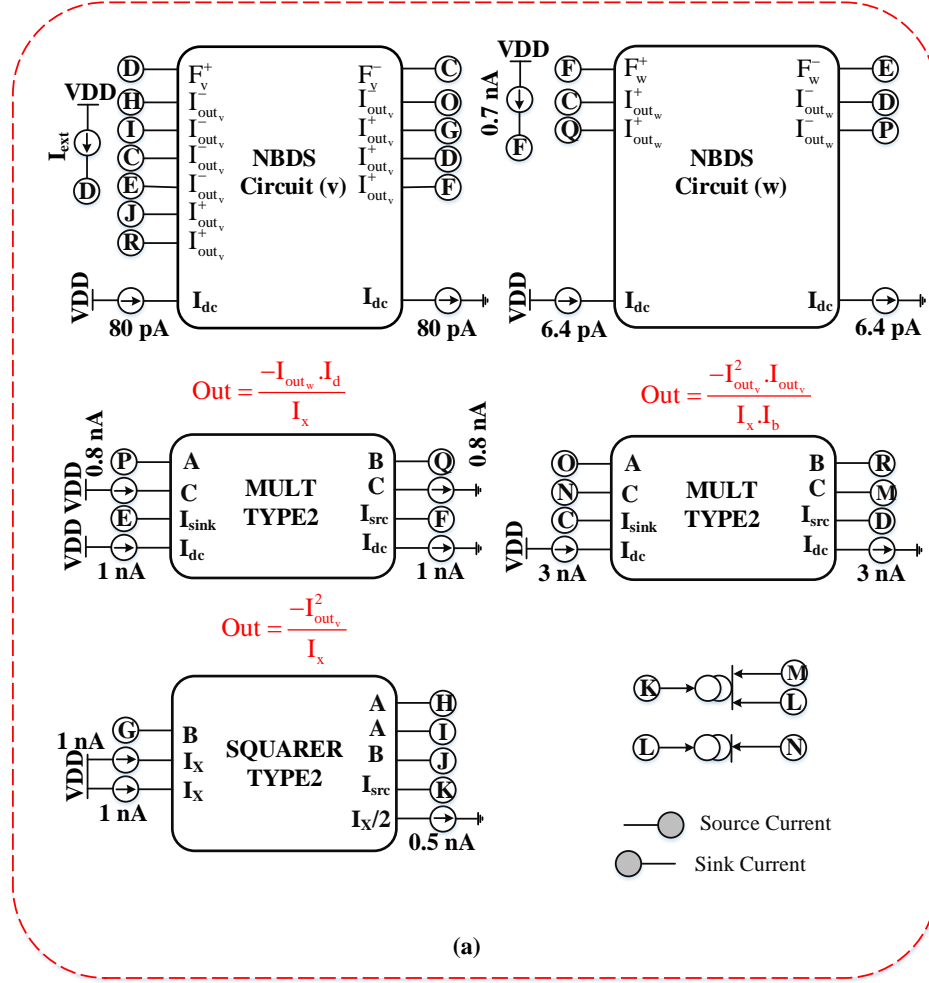 VDD
I_ext
D
D F_v^+
H I_out_v^-
I I_out_v^-
C I_out_v^-
E I_out_v^-
J I_out_v^+
R I_out_v^+
NBDS
Circuit (v)
F_v^- C
I_out_v^- O
I_out_v^+ G
I_out_v^+ D
I_out_v^+ F
VDD I_dc
80 pA
I_dc
80 pA
VDD
0.7 nA
F
F F_w^+
C I_out_w^+
Q I_out_w^+
NBDS
Circuit (w)
F_w^- E
I_out_w^- D
I_out_w^- P
VDD I_dc
6.4 pA
I_dc
6.4 pA
Out = -I_out_w . I_d / I_x
0.8 nA
P A
VDD C
E I_sink
VDD I_dc
1 nA
MULT
TYPE2
B Q
C
0.8 nA
I_src F
I_dc
1 nA
Out = -I_out_v^2 . I_out_v / I_x . I_b
O A
N C
C I_sink
VDD I_dc
3 nA
MULT
TYPE2
B R
C M
I_src D
I_dc
3 nA
Out = -I_out_v^2 / I_x
G B
1 nA
I_X
VDD
I_X
1 nA
SQUARER
TYPE2
A H
A I
B J
I_src K
I_X/2
0.5 nA
K M
L
L N
Source Current
Sink Current
(a)